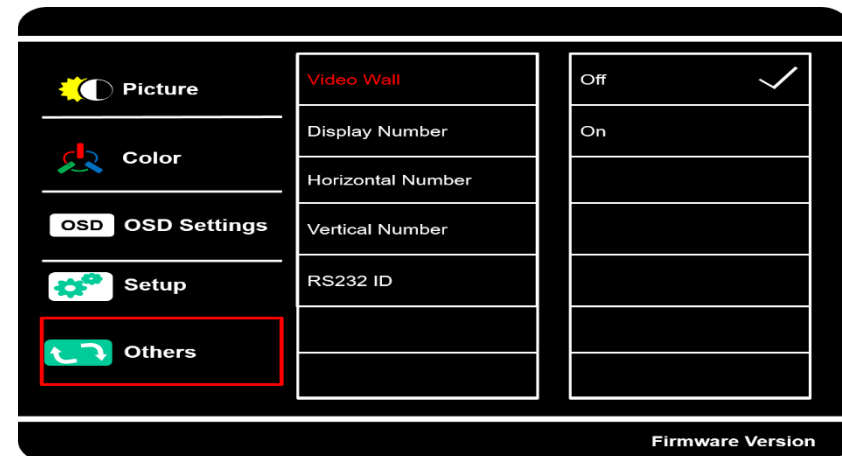 Picture
Color
OSD OSD Settings
Setup
Others
Video Wall
Display Number
Horizontal Number
Vertical Number
RS232 ID
Off
On
Firmware Version